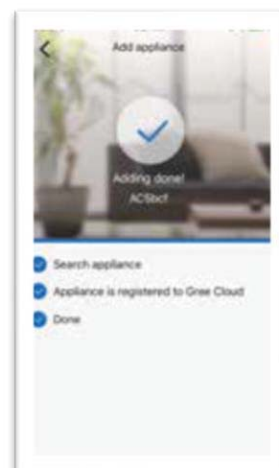 Add appliance
Adding done!
Search appliance
Appliance is registered to Gree Cloud
Done